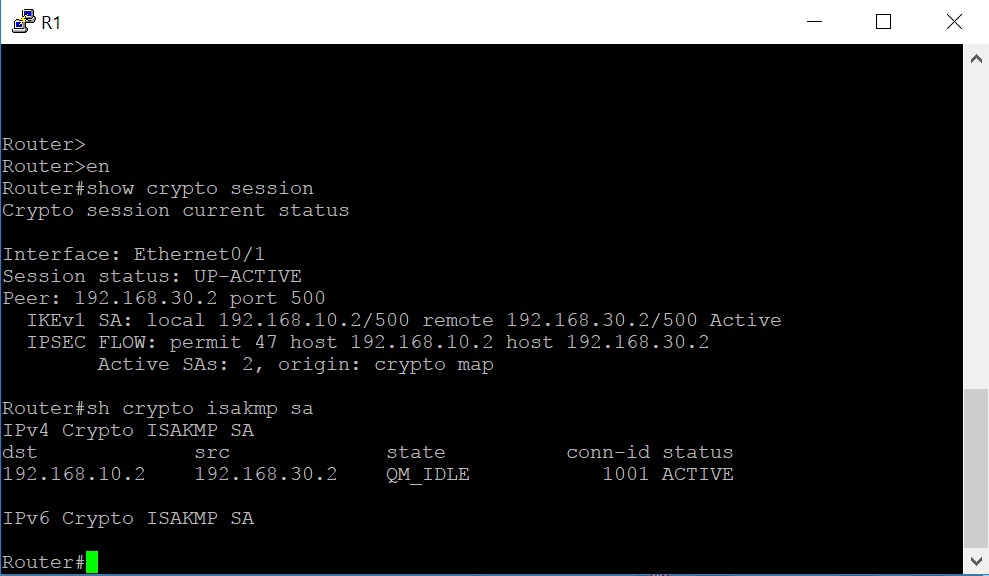 R1
Router>
Router>en
Router#show crypto session
Crypto session current status
Interface: Ethernet0/1
Session status: UP-ACTIVE
Peer: 192.168.30.2 port 500
  IKEv1 SA: local 192.168.10.2/500 remote 192.168.30.2/500 Active
  IPSEC FLOW: permit 47 host 192.168.10.2 host 192.168.30.2
        Active SAs: 2, origin: crypto map
Router#sh crypto isakmp sa
IPv4 Crypto ISAKMP SA
dst             src             state          conn-id status
192.168.10.2    192.168.30.2    QM_IDLE           1001 ACTIVE
IPv6 Crypto ISAKMP SA
Router#